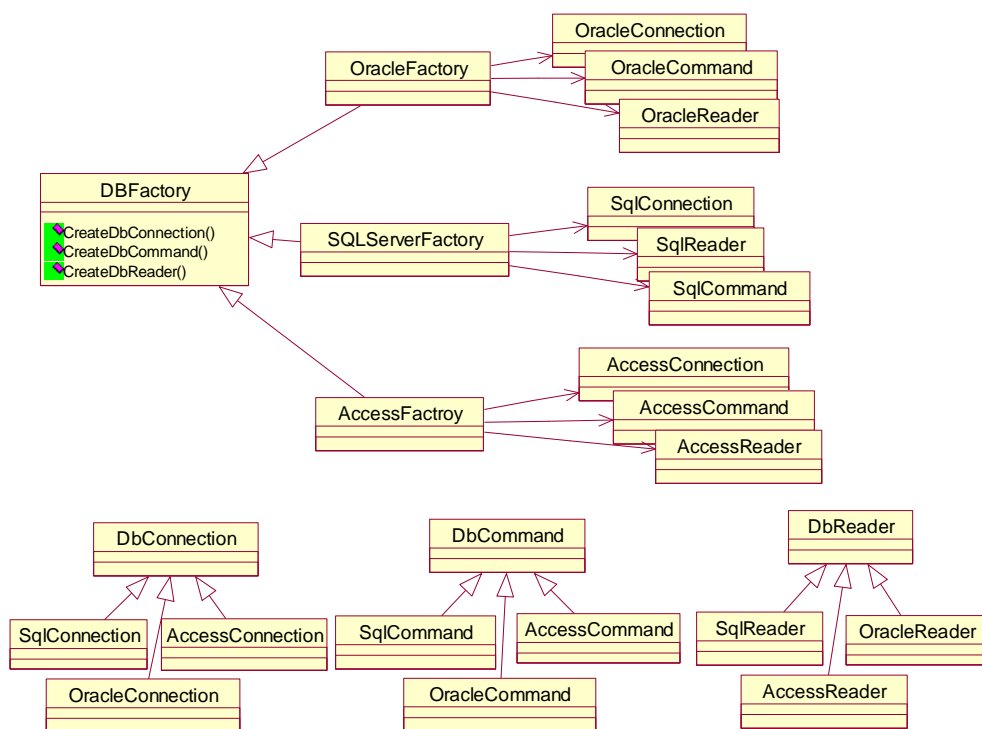 OracleConnection
OracleFactory
OracleCommand
OracleReader
DBFactory
CreateDbConnection()
CreateDbCommand()
CreateDbReader()
SQLServerFactory
SqlConnection
SqlReader
SqlCommand
AccessConnection
AccessFactroy
AccessCommand
AccessReader
DbConnection
DbCommand
DbReader
SqlConnection
AccessConnection
OracleConnection
SqlCommand
AccessCommand
OracleCommand
SqlReader
OracleReader
AccessReader